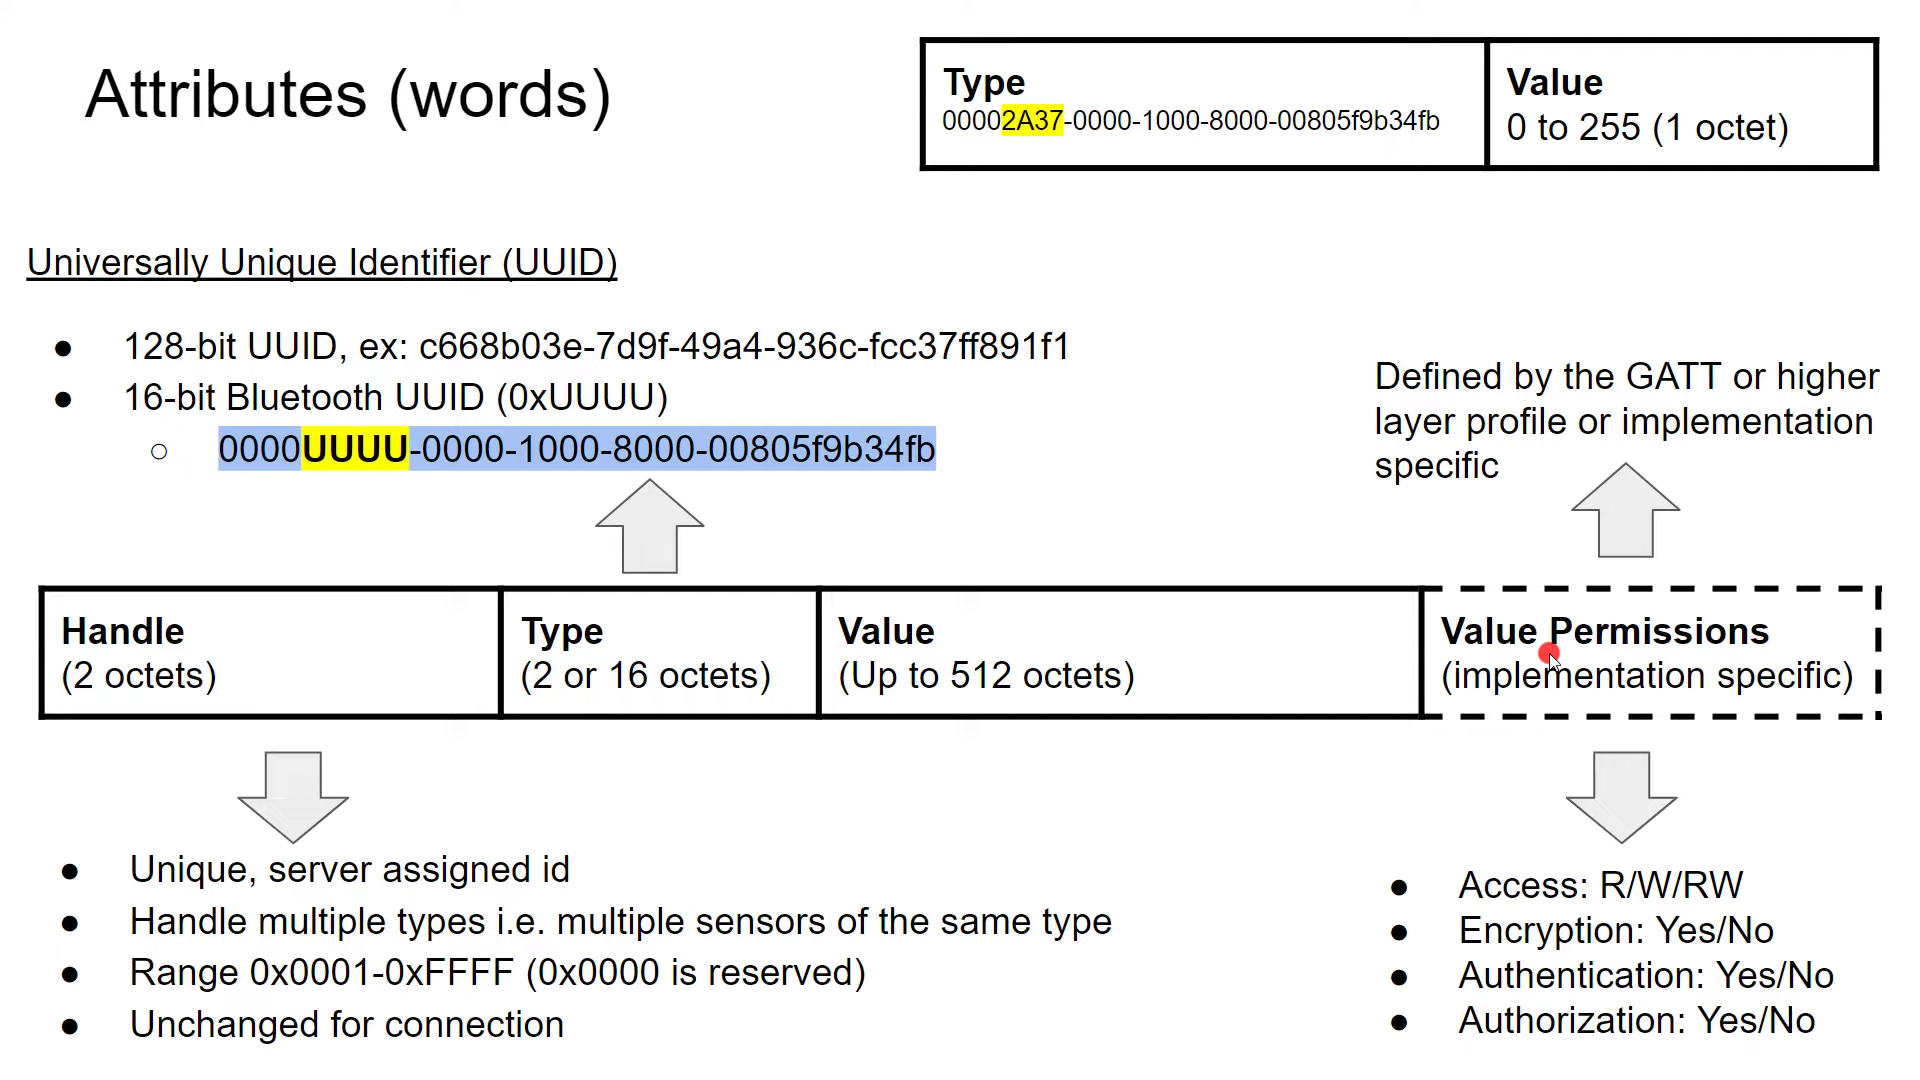 Attributes (words)
Type
00002A37-0000-1000-8000-00805f9b34fb
Value
0 to 255 (1 octet)
Universally Unique Identifier (UUID)
● 128-bit UUID, ex: c668b03e-7d9f-49a4-936c-fcc37ff891f1
● 16-bit Bluetooth UUID (0xUUUU)
○ 0000UUUU-0000-1000-8000-00805f9b34fb
Defined by the GATT or higher
layer profile or implementation
specific
Handle
(2 octets)
Type
(2 or 16 octets)
Value
(Up to 512 octets)
Value Permissions
(implementation specific)
● Unique, server assigned id
● Handle multiple types i.e. multiple sensors of the same type
● Range 0x0001-0xFFFF (0x0000 is reserved)
● Unchanged for connection
● Access: R/W/RW
● Encryption: Yes/No
● Authentication: Yes/No
● Authorization: Yes/No